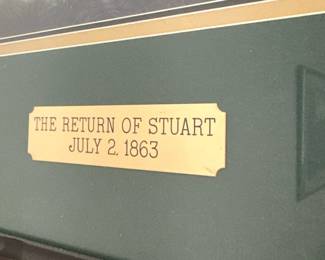 THE RETURN OF STUART
JULY 2, 1863